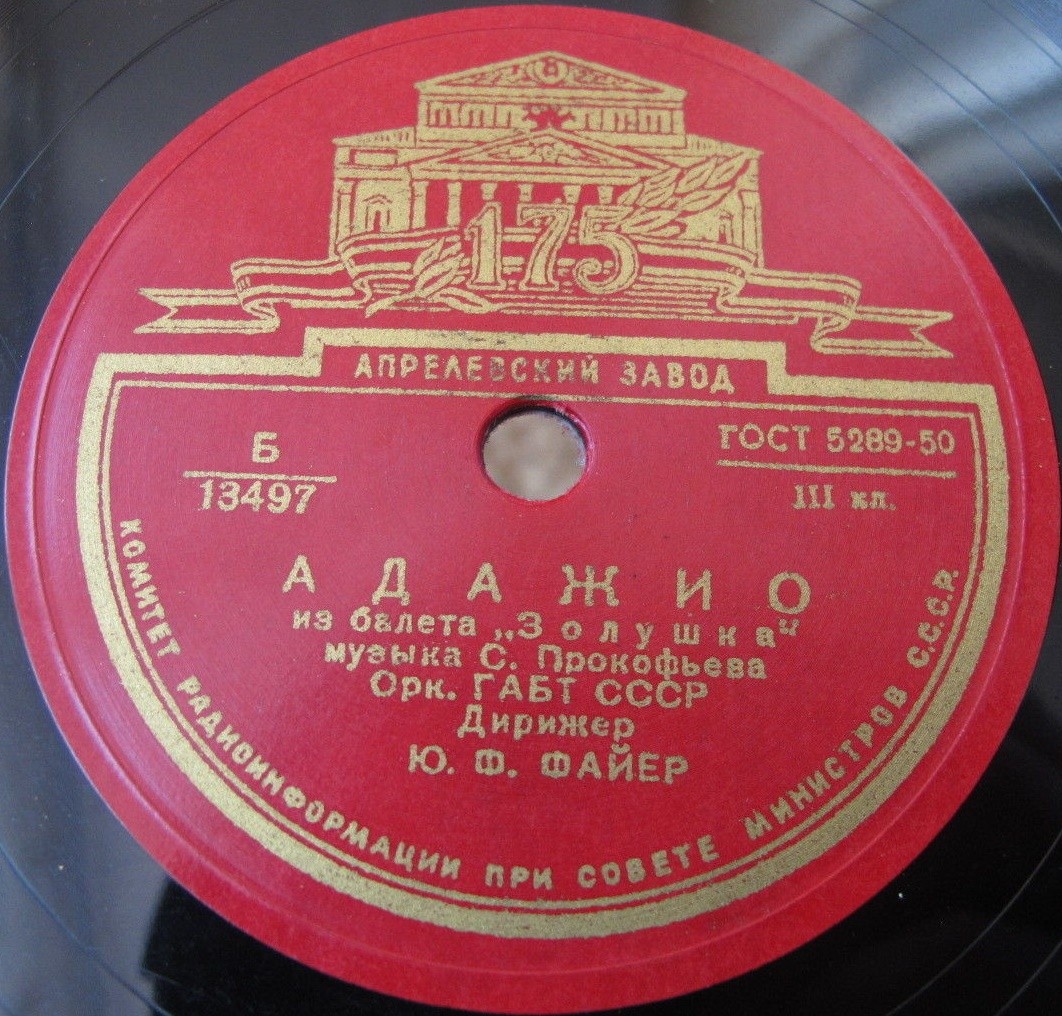 175
АПРЕЛЕВСКИЙ ЗАВОД
Б
13497
ГОСТ 5289-50
III кл.
АДАЖИО
из балета „Золушка“
музыка С. Прокофьева
Орк. ГАБТ СССР
Дирижер
Ю. Ф. ФАЙЕР
КОМИТЕТ РАДИОИНФОРМАЦИИ ПРИ СОВЕТЕ МИНИСТРОВ С.С.С.Р.